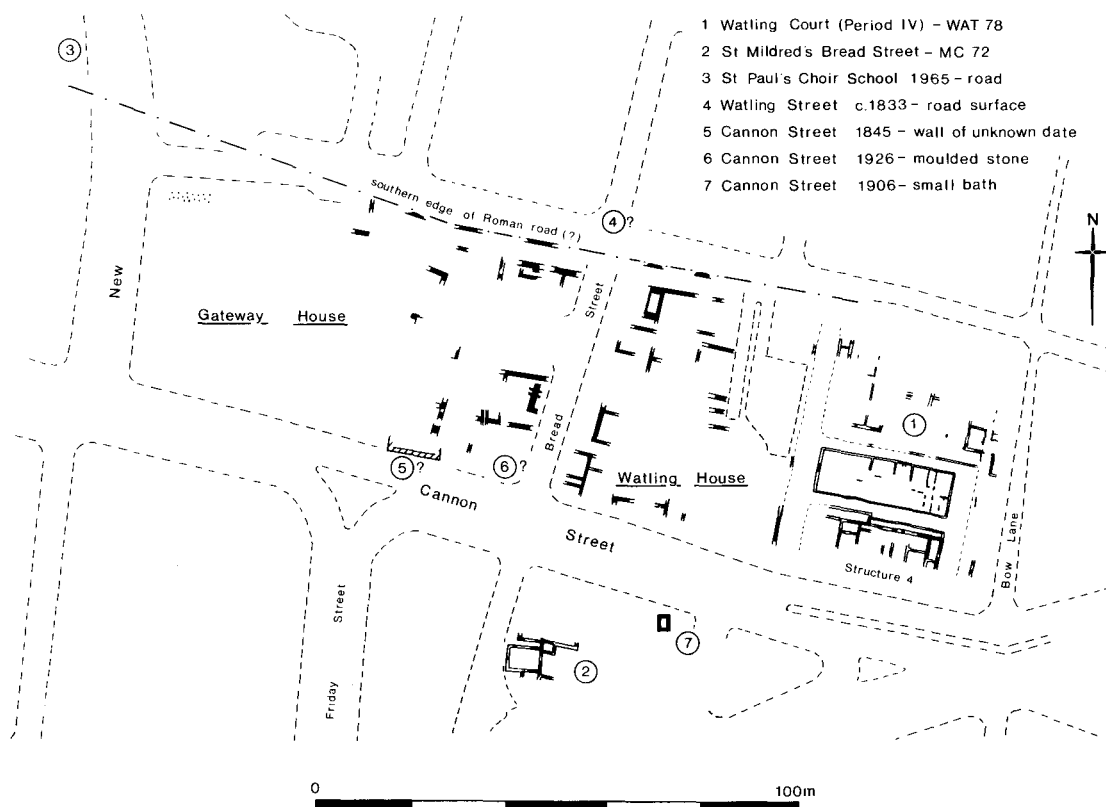 1 Watling Court (Period IV) – WAT 78
2 St Mildred's Bread Street – MC 72
3 St Paul's Choir School 1965 – road
4 Watling Street c.1833 – road surface
5 Cannon Street 1845 – wall of unknown date
6 Cannon Street 1926 – moulded stone
7 Cannon Street 1906 – small bath
3
southern edge of Roman road (?)
4 ?
N
New
Gateway House
Bread Street
1
5 ?
6 ?
Watling House
Cannon Street
Structure 4
Bow Lane
Friday Street
2
7
0 100m